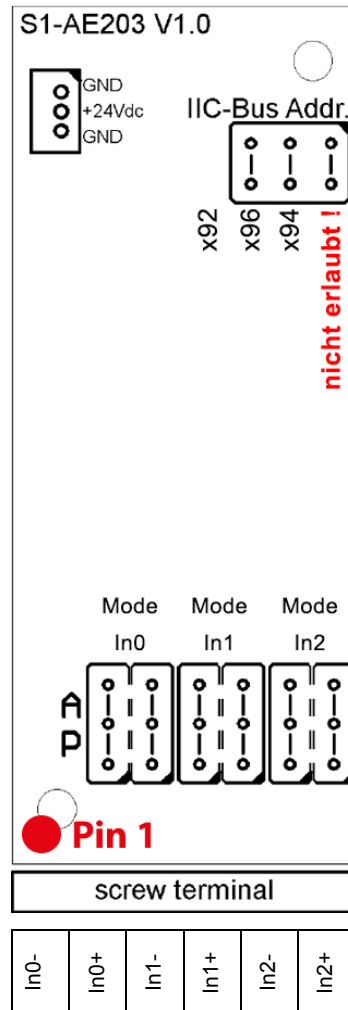 S1-AE203 V1.0
GND
+24Vdc
GND
IIC-Bus Addr.
x92
x96
x94
nicht erlaubt !
Mode Mode Mode
In0 In1 In2
A
P
Pin 1
screw terminal
In0- In0+ In1- In1+ In2- In2+